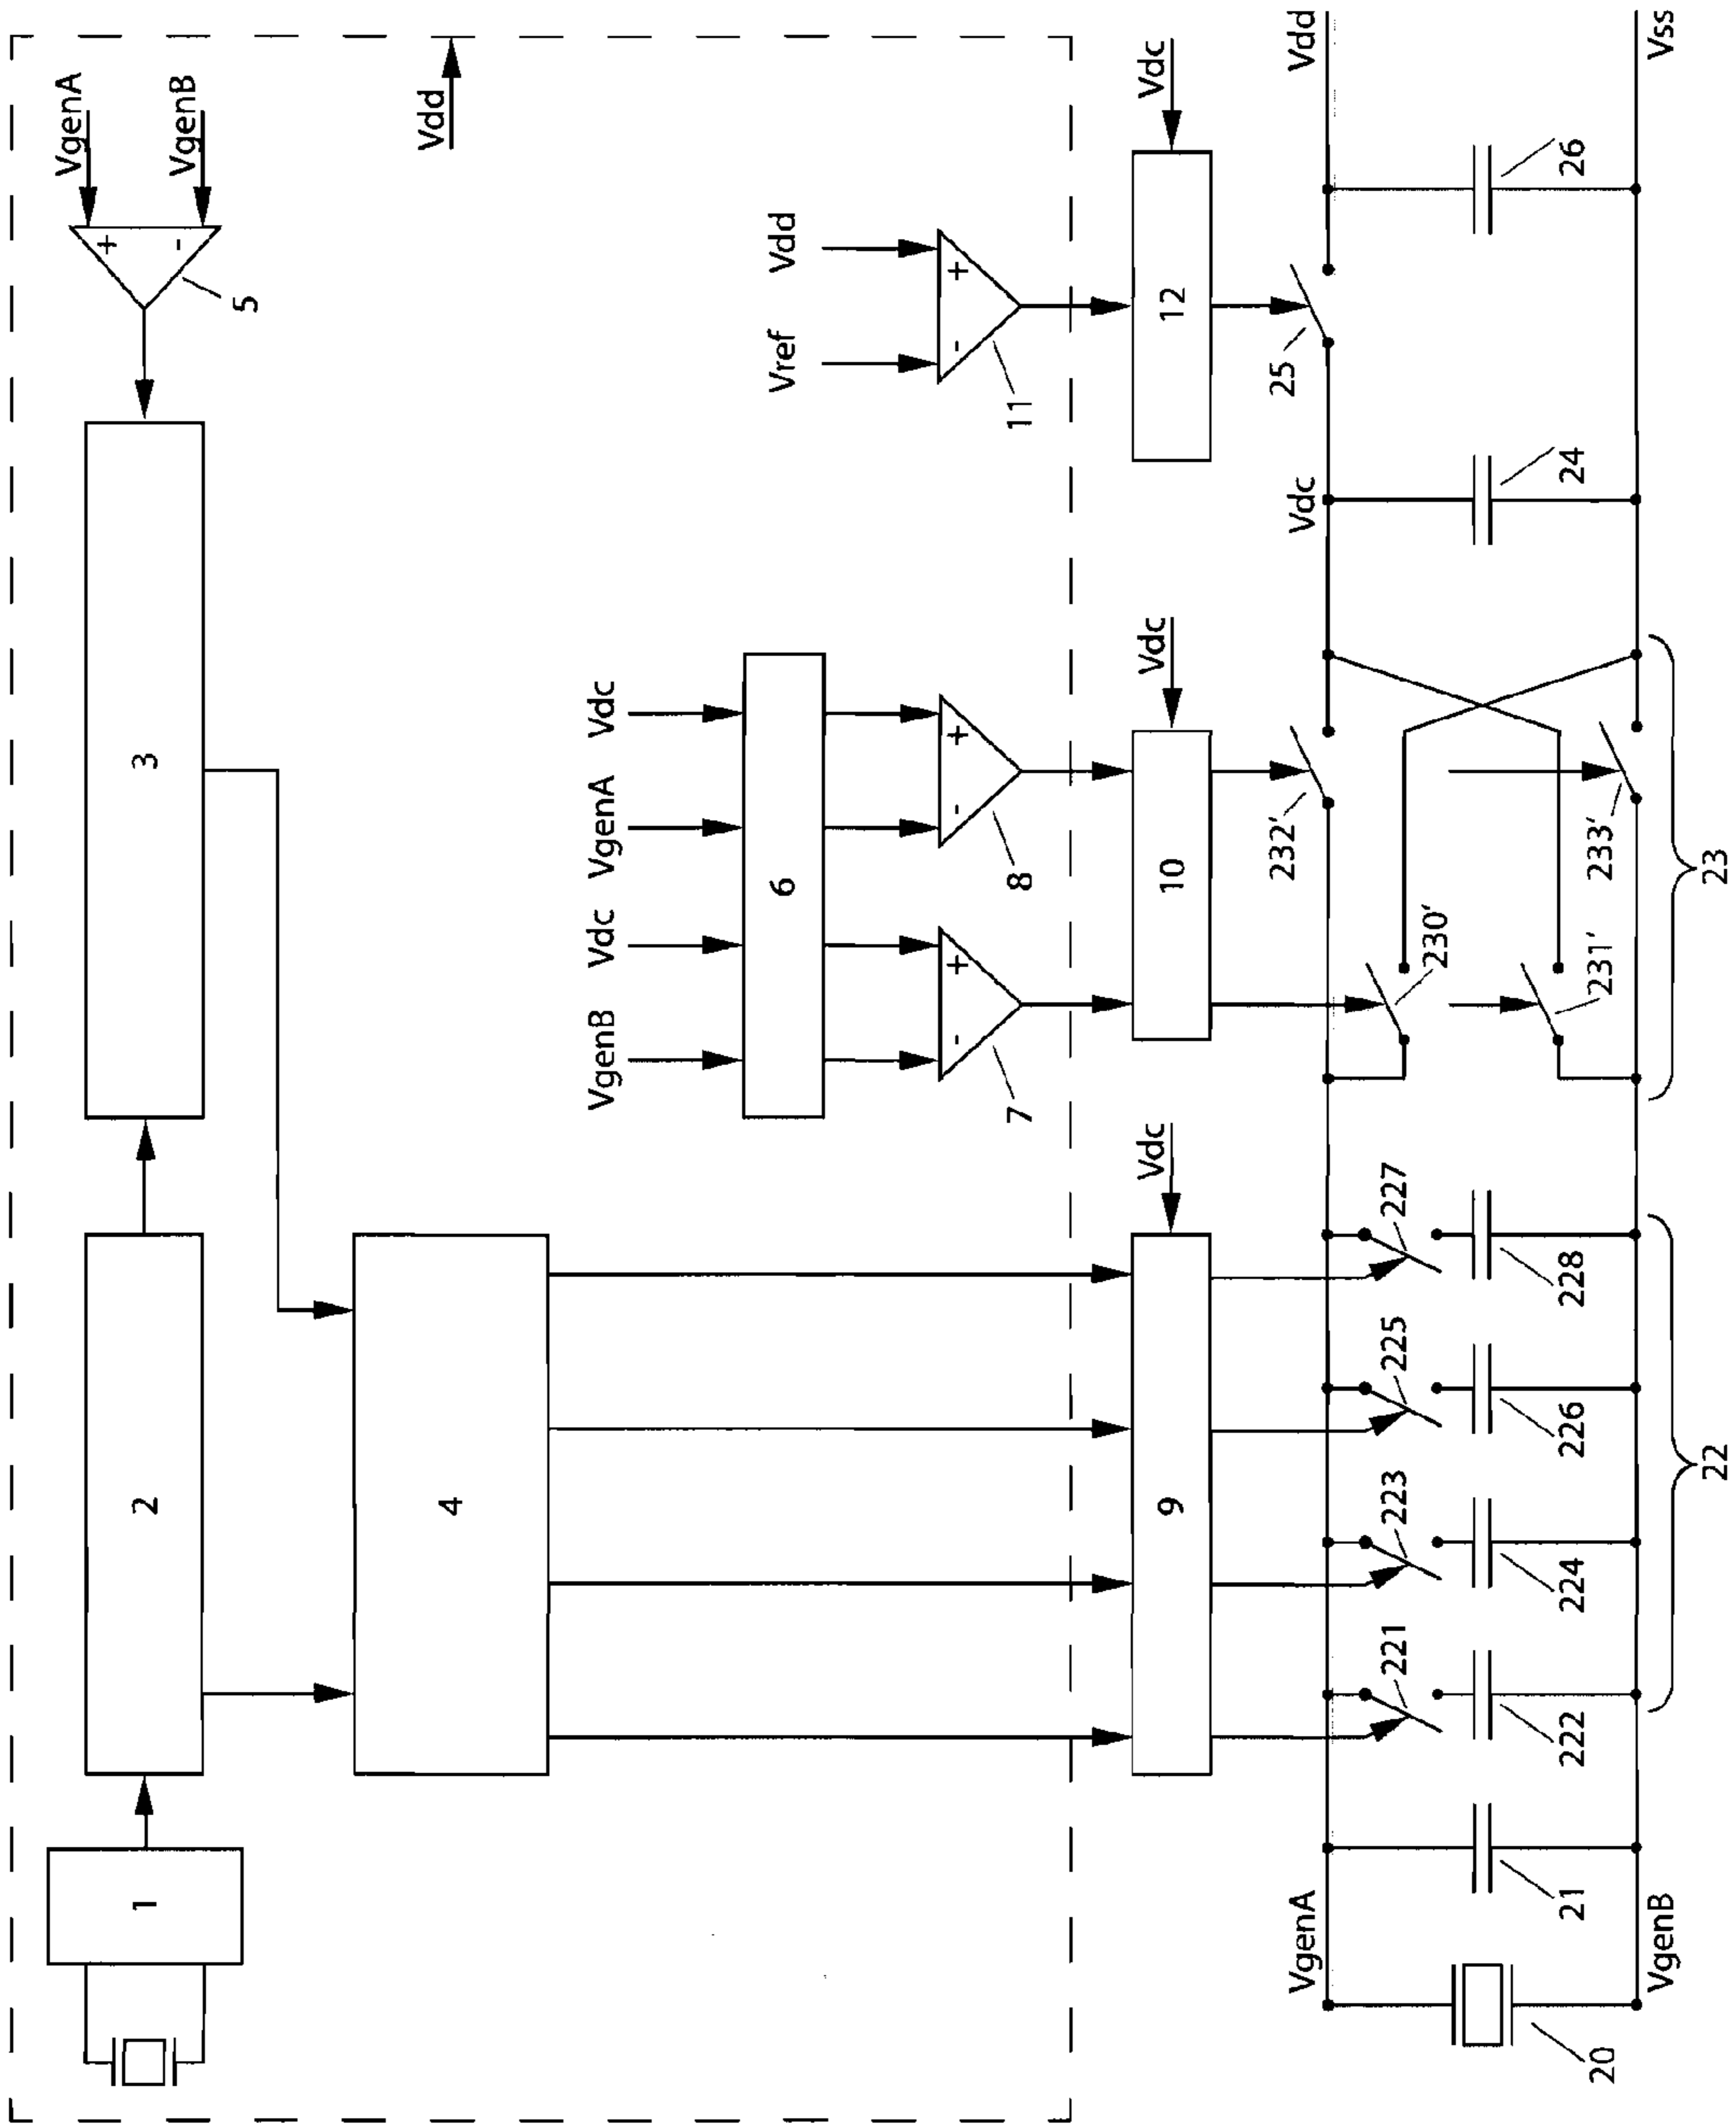 VgenA
VgenB
+
-
5
3
2
1
Vdd
4
VgenB
Vdc
VgenA
Vdc
6
Vref
Vdd
-
+
7
-
+
8
-
+
11
Vdc
9
Vdc
10
Vdc
12
VgenA
Vdc
Vdd
221
223
225
227
230'
231'
232'
233'
25
20
21
222
224
226
228
24
26
VgenB
Vss
22
23